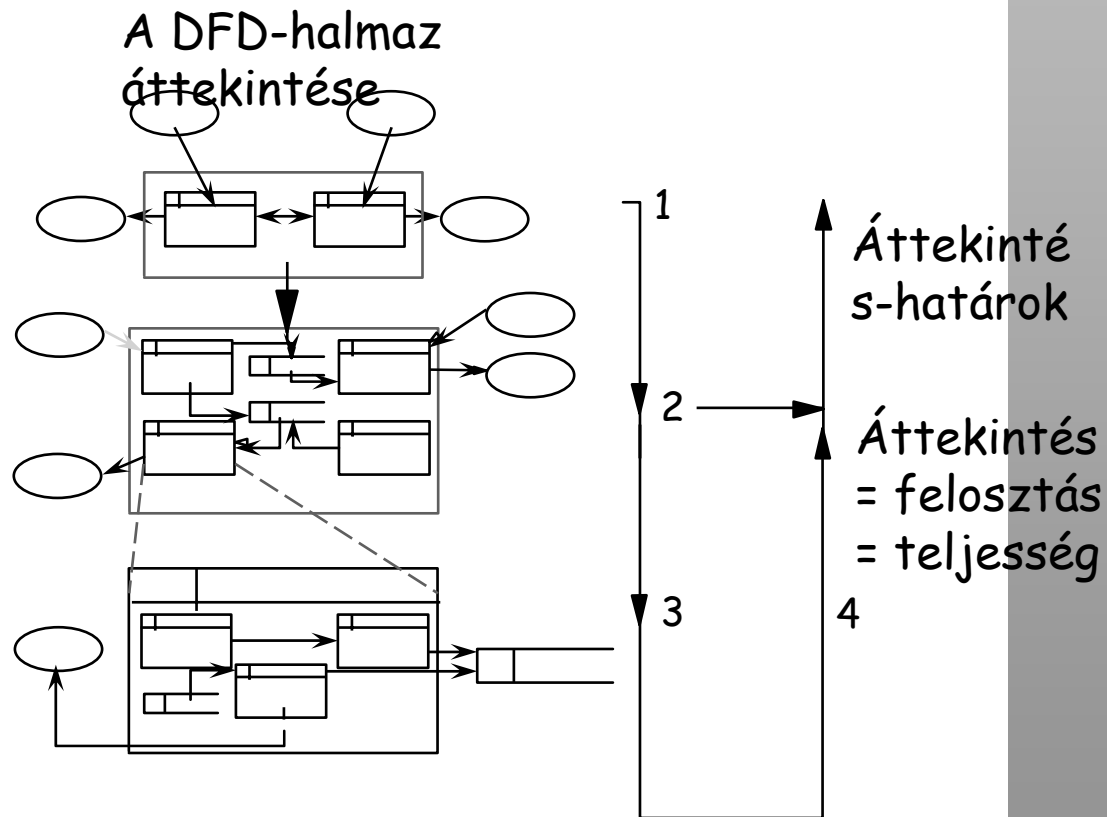 A DFD-halmaz
áttekintése
1
Áttekinté
s-határok
2
Áttekintés
= felosztás
= teljesség
3
4